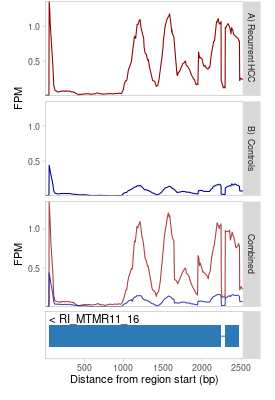 1.0
0.5
A) Recurrent HCC
FPM
1.0
0.5
B) Controls
1.0
0.5
Combined
FPM
< RI_MTMR11_16
500 1000 1500 2000 2500
Distance from region start (bp)